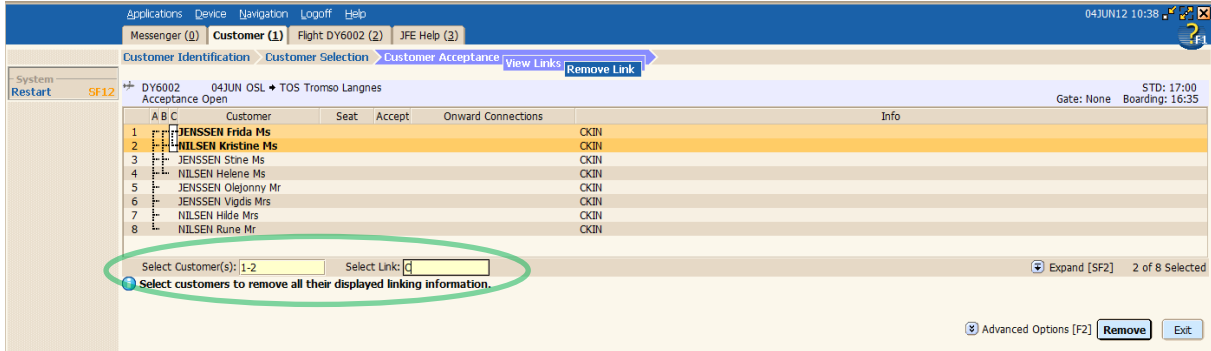 Applications Device Navigation Logoff Help 04JUN12 10:38
Messenger (0) Customer (1) Flight DY6002 (2) JFE Help (3) ? F1
Customer Identification Customer Selection Customer Acceptance View Links Remove Link
System
Restart SF12
DY6002 04JUN OSL → TOS Tromso Langnes STD: 17:00
Acceptance Open Gate: None Boarding: 16:35
A B C Customer Seat Accept Onward Connections Info
1 JENSSEN Frida Ms CKIN
2 NILSEN Kristine Ms CKIN
3 JENSSEN Stine Ms CKIN
4 NILSEN Helene Ms CKIN
5 JENSSEN Olejonny Mr CKIN
6 JENSSEN Vigdis Mrs CKIN
7 NILSEN Hilde Mrs CKIN
8 NILSEN Rune Mr CKIN
Select Customer(s): 1-2 Select Link: C Expand [SF2] 2 of 8 Selected
Select customers to remove all their displayed linking information.
Advanced Options [F2] Remove Exit